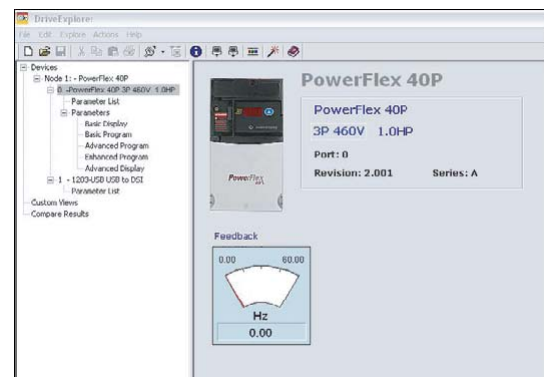 DriveExplorer
File Edit Explore Actions Help
Devices
Node 1: - PowerFlex 40P
0 -PowerFlex 40P 3P 460V 1.0HP
Parameter List
Parameters
Basic Display
Basic Program
Advanced Program
Enhanced Program
Advanced Display
1 - 1203-USB USB to DSI
Parameter List
Custom Views
Compare Results
PowerFlex 40P
PowerFlex 40P
3P 460V 1.0HP
Port: 0
Revision: 2.001 Series: A
PowerFlex
Feedback
0.00 60.00
Hz
0.00